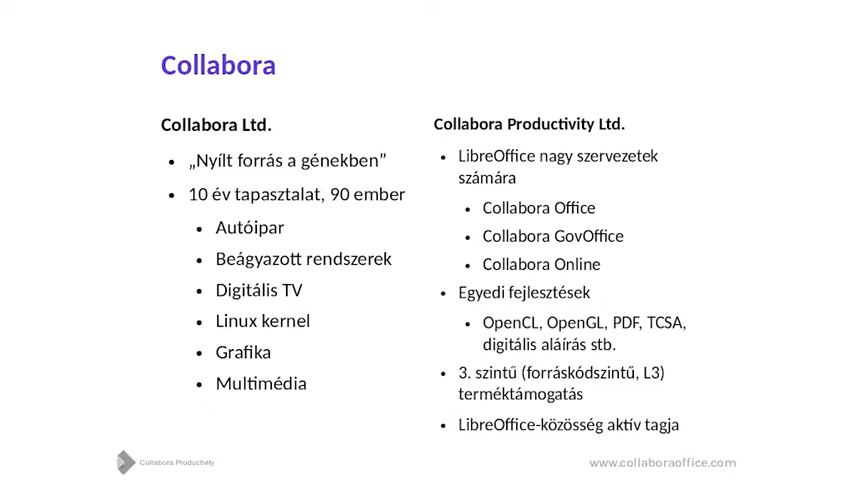 Collabora
Collabora Ltd.
• „Nyílt forrás a génekben”
• 10 év tapasztalat, 90 ember
• Autóipar
• Beágyazott rendszerek
• Digitális TV
• Linux kernel
• Grafika
• Multimédia
Collabora Productivity Ltd.
• LibreOffice nagy szervezetek
számára
• Collabora Office
• Collabora GovOffice
• Collabora Online
• Egyedi fejlesztések
• OpenCL, OpenGL, PDF, TCSA,
digitális aláírás stb.
• 3. szintű (forráskódszintű, L3)
terméktámogatás
• LibreOffice-közösség aktív tagja
Collabora Productivity
www.collaboraoffice.com